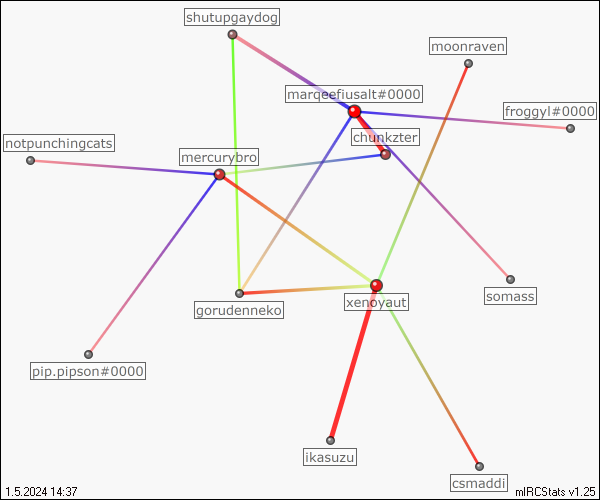 shutupgaydog
moonraven
marqeefiusalt#0000
froggyl#0000
chunkzter
notpunchingcats
mercurybro
somass
gorudenneko
xenoyaut
pip.pipson#0000
ikasuzu
csmaddi
1.5.2024 14:37
mIRCStats v1.25